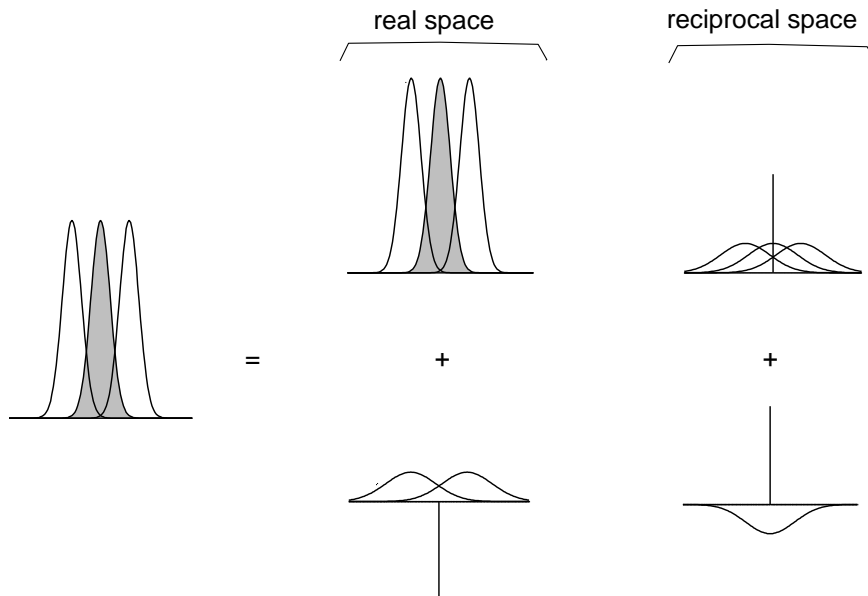 real space
reciprocal space
= + +